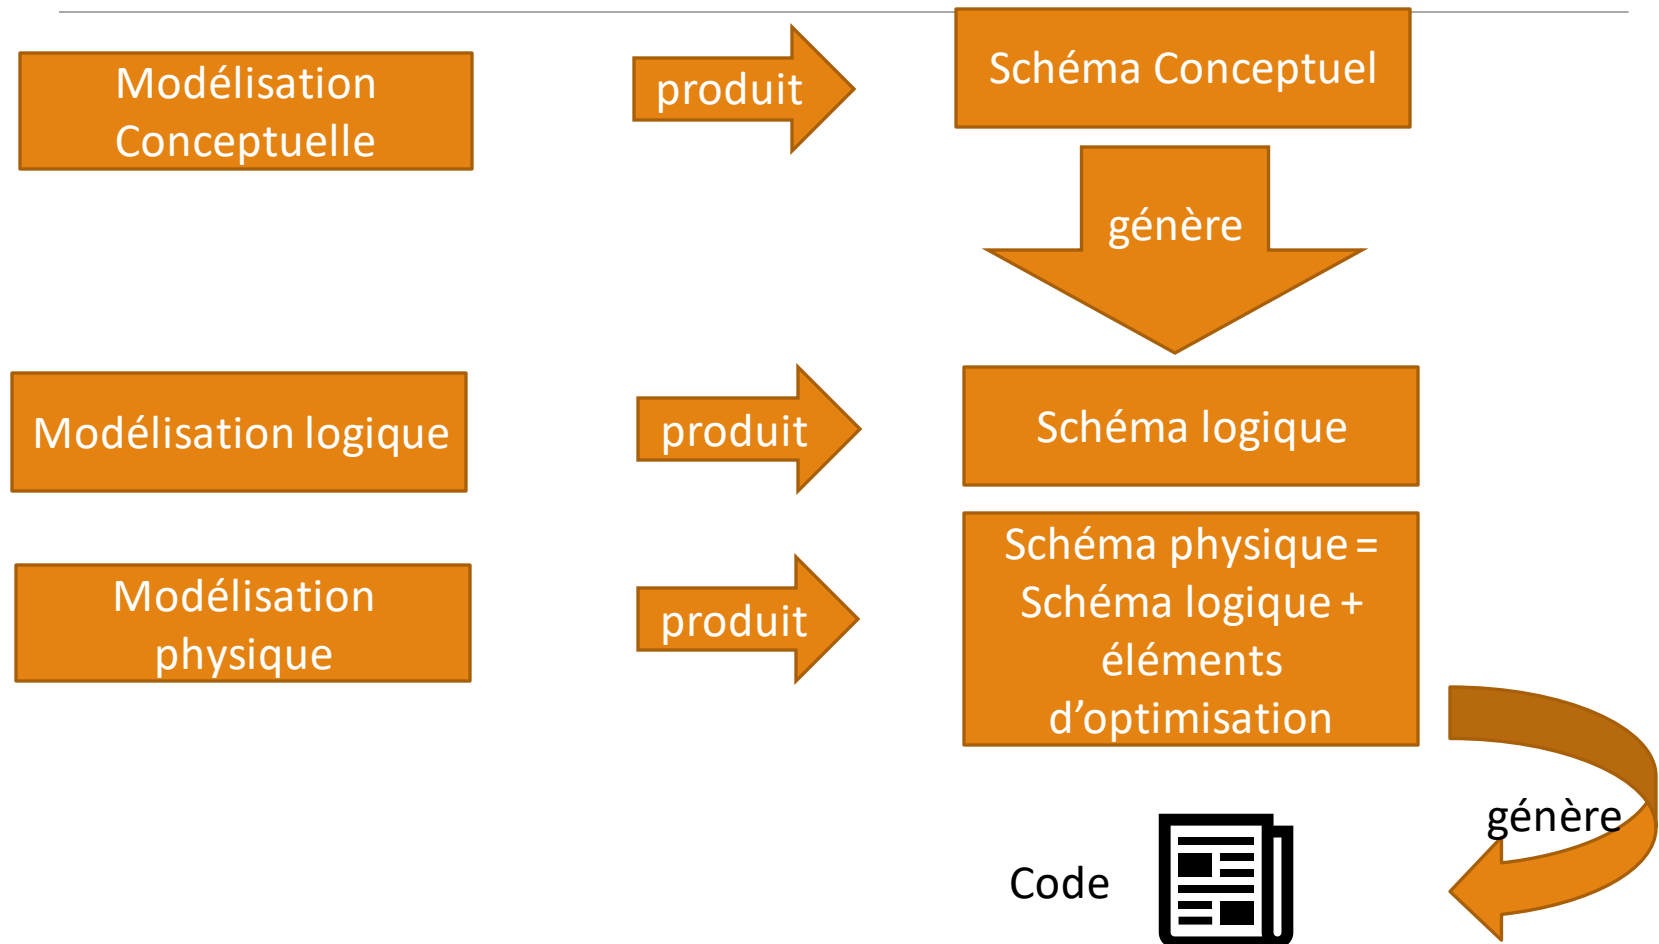 Modélisation
Conceptuelle
produit
Schéma Conceptuel
génère
Modélisation logique
produit
Schéma logique
Modélisation
physique
produit
Schéma physique =
Schéma logique +
éléments
d’optimisation
génère
Code